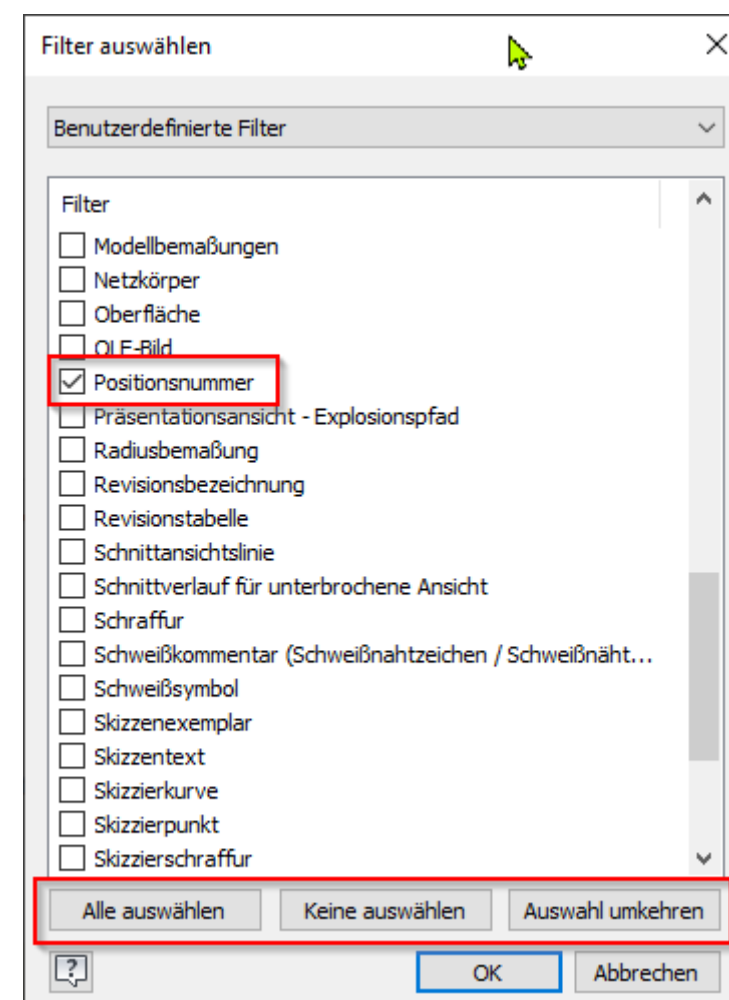 Filter auswählen
Benutzerdefinierte Filter
Filter
Modellbemaßungen
Netzkörper
Oberfläche
OLE-Bild
Positionsnummer
Präsentationsansicht - Explosionspfad
Radiusbemaßung
Revisionsbezeichnung
Revisionstabelle
Schnittansichtslinie
Schnittverlauf für unterbrochene Ansicht
Schraffur
Schweißkommentar (Schweißnahtzeichen / Schweißnäht...
Schweißsymbol
Skizzenexemplar
Skizzentext
Skizzierkurve
Skizzierpunkt
Skizzierschraffur
Alle auswählen Keine auswählen Auswahl umkehren
? OK Abbrechen